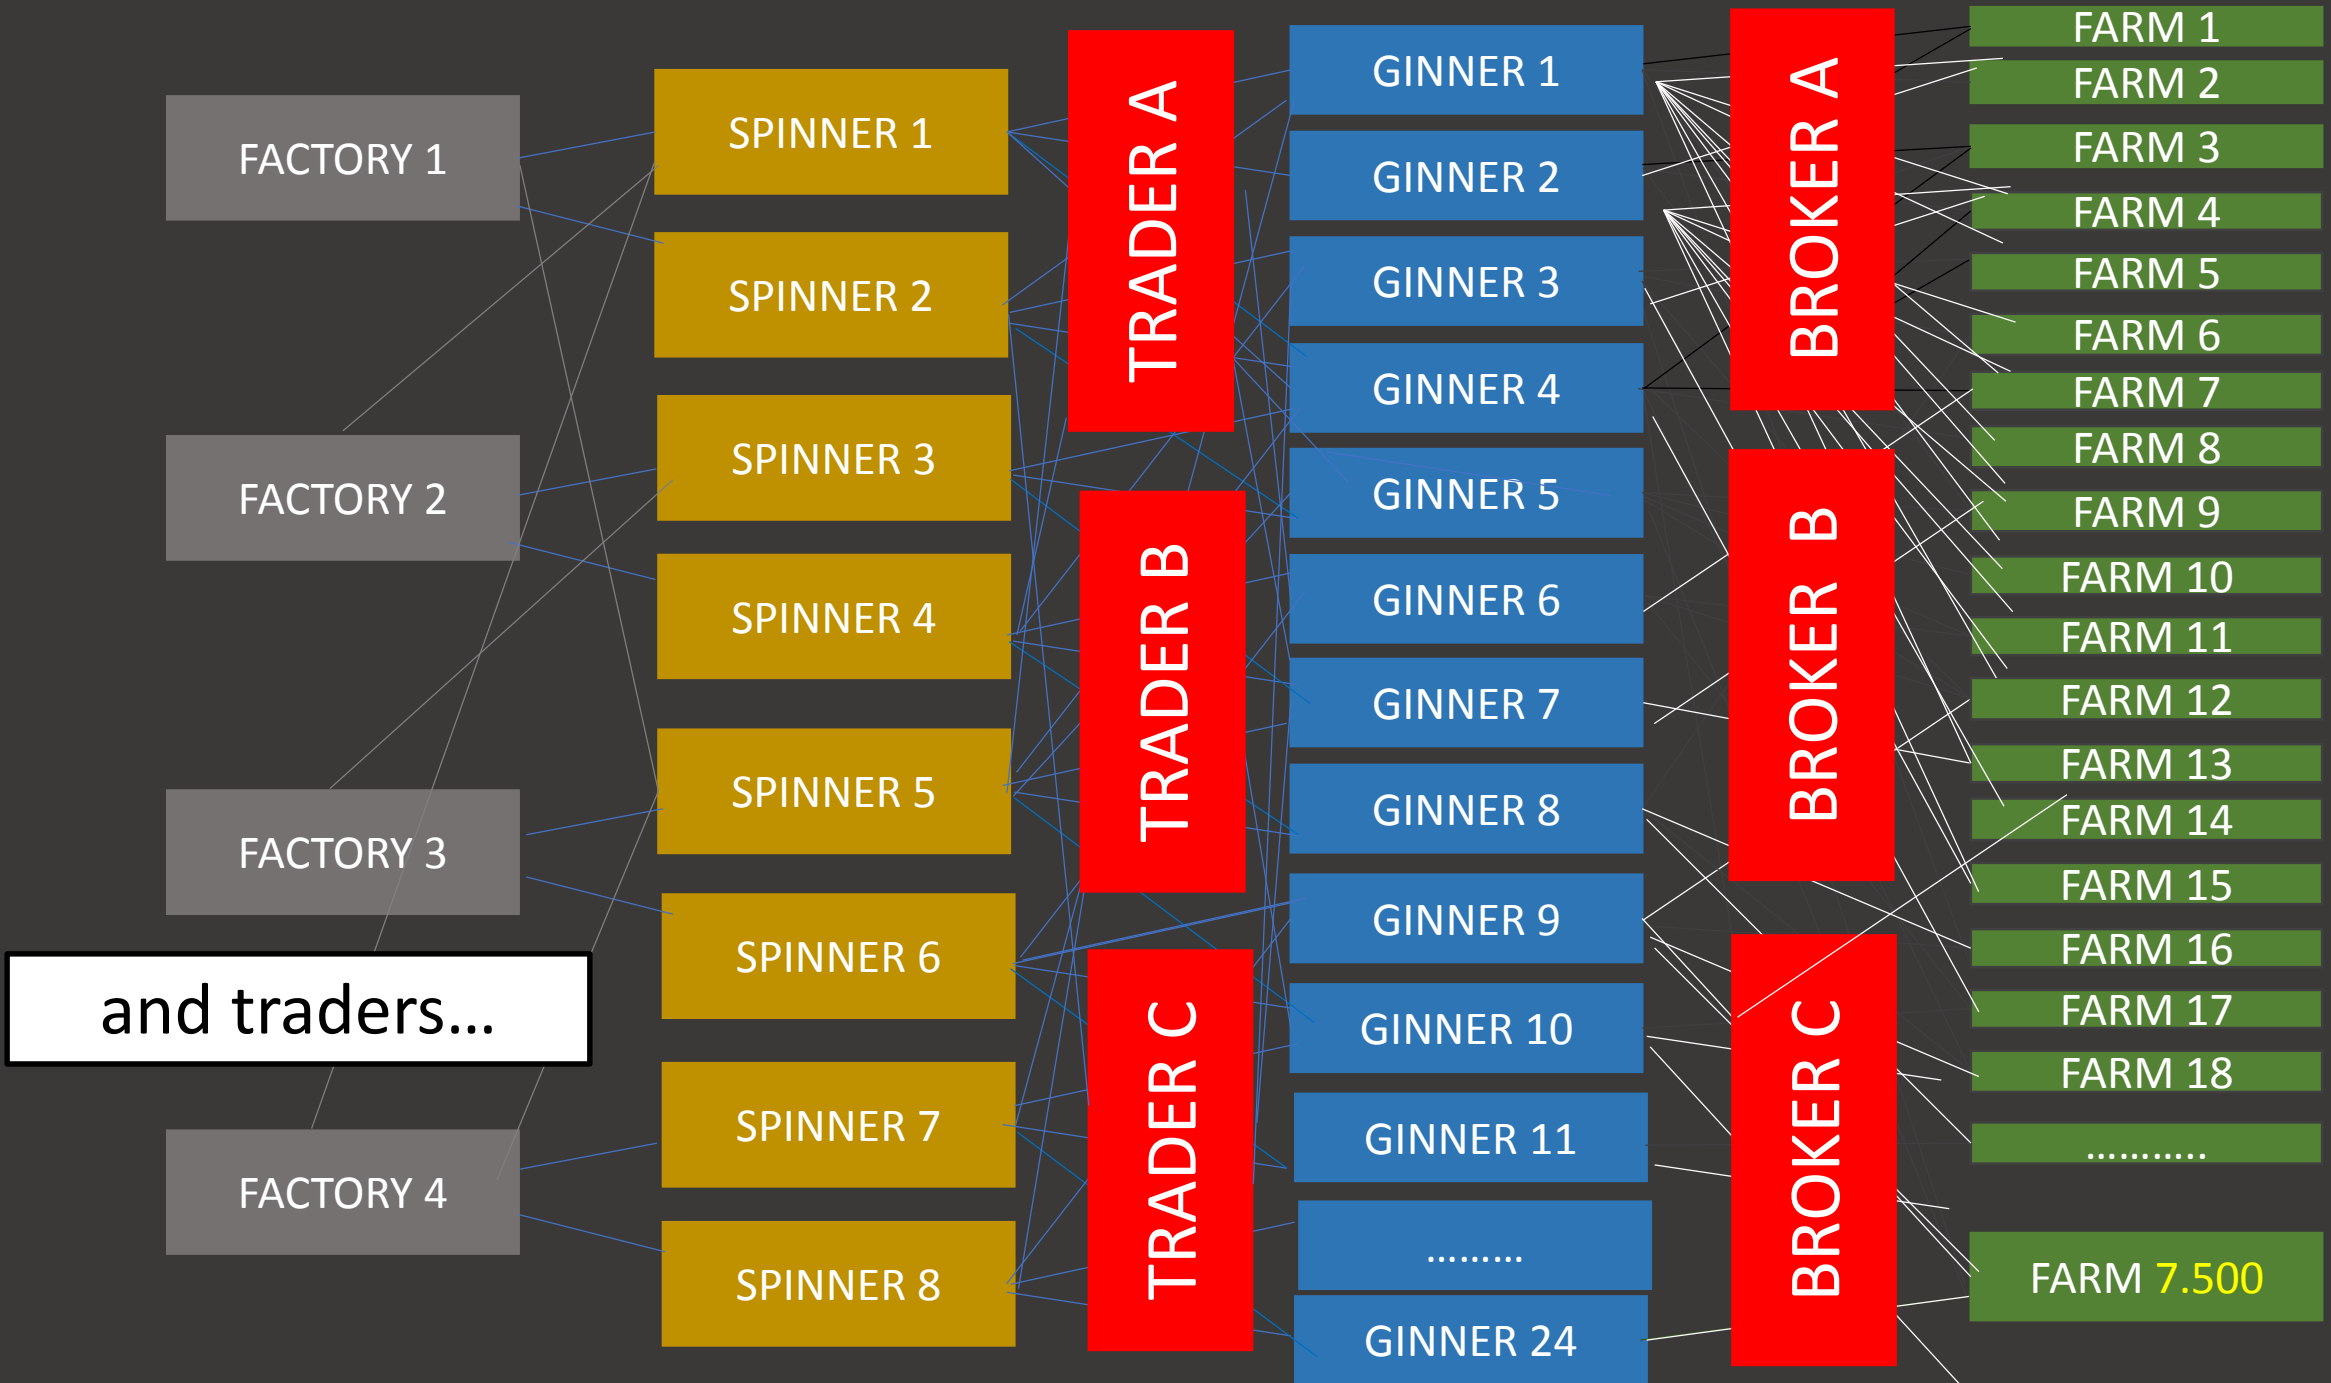 FACTORY 1
FACTORY 2
FACTORY 3
and traders...
FACTORY 4
SPINNER 1
SPINNER 2
SPINNER 3
SPINNER 4
SPINNER 5
SPINNER 6
SPINNER 7
SPINNER 8
TRADER A
TRADER B
TRADER C
GINNER 1
GINNER 2
GINNER 3
GINNER 4
GINNER 5
GINNER 6
GINNER 7
GINNER 8
GINNER 9
GINNER 10
GINNER 11
.........
GINNER 24
BROKER A
BROKER B
BROKER C
FARM 1
FARM 2
FARM 3
FARM 4
FARM 5
FARM 6
FARM 7
FARM 8
FARM 9
FARM 10
FARM 11
FARM 12
FARM 13
FARM 14
FARM 15
FARM 16
FARM 17
FARM 18
...........
FARM 7.500